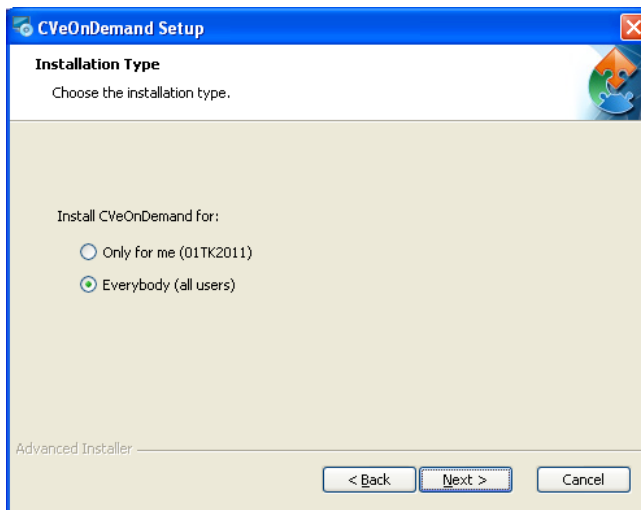 CVeOnDemand Setup
Installation Type
Choose the installation type.
Install CVeOnDemand for:
Only for me (01TK2011)
Everybody (all users)
Advanced Installer
< Back
Next >
Cancel